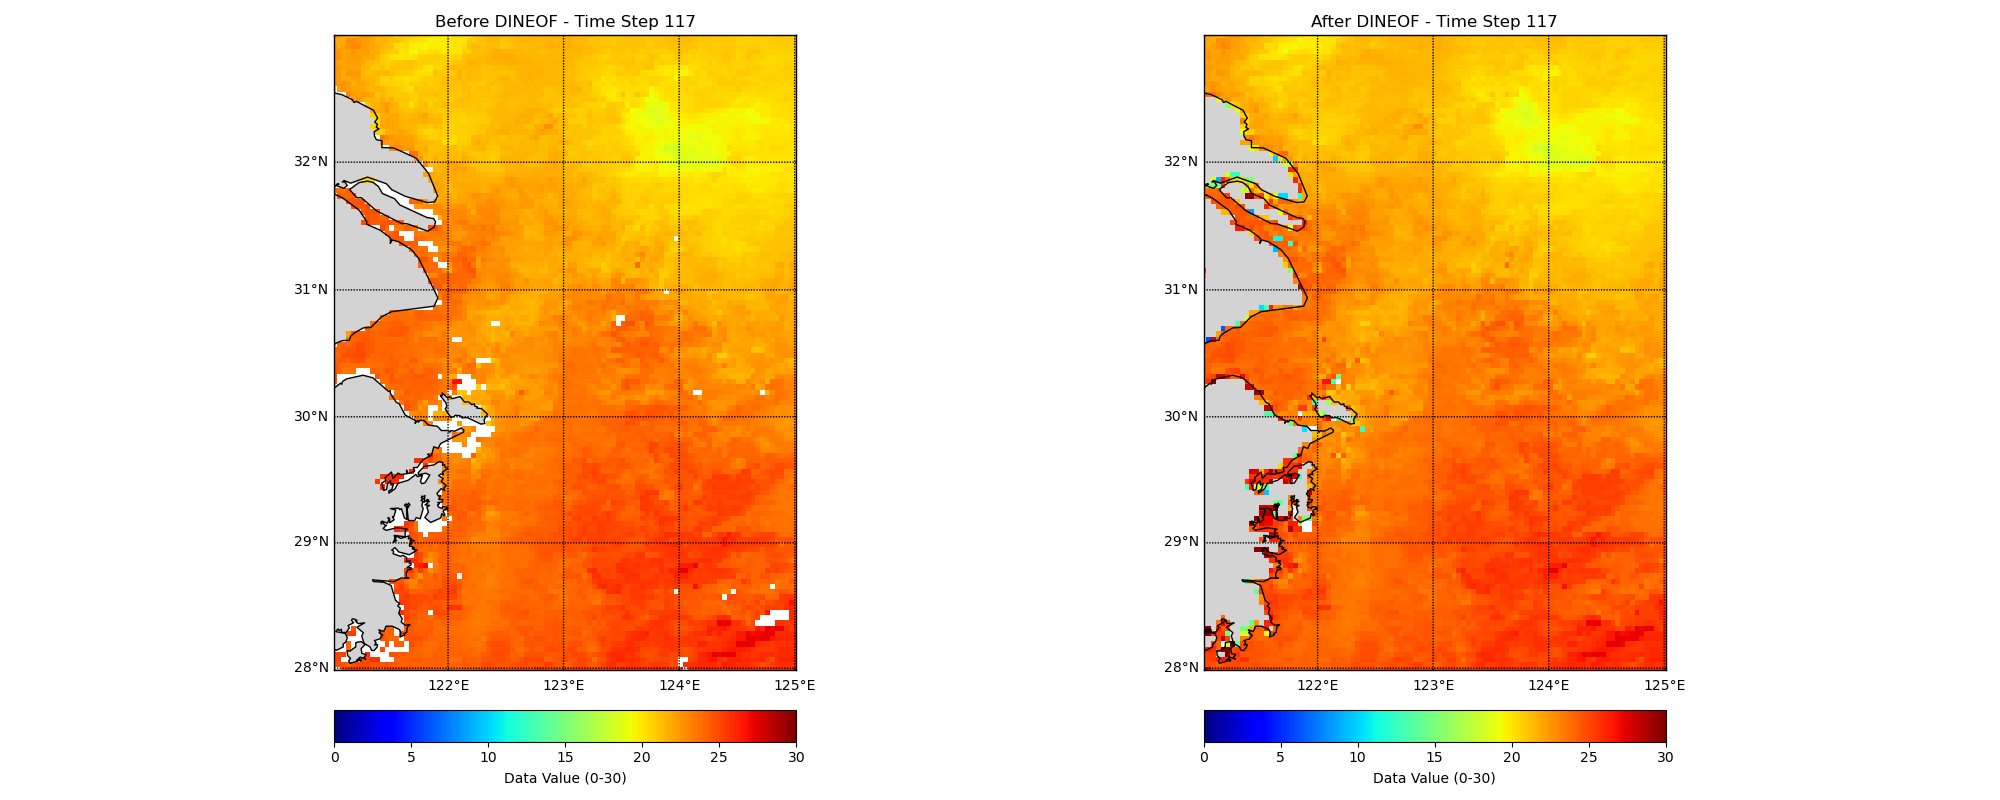 Before DINEOF - Time Step 117
32°N
31°N
30°N
29°N
28°N
122°E 123°E 124°E 125°E
0 5 10 15 20 25 30
Data Value (0-30)
After DINEOF - Time Step 117
32°N
31°N
30°N
29°N
28°N
122°E 123°E 124°E 125°E
0 5 10 15 20 25 30
Data Value (0-30)